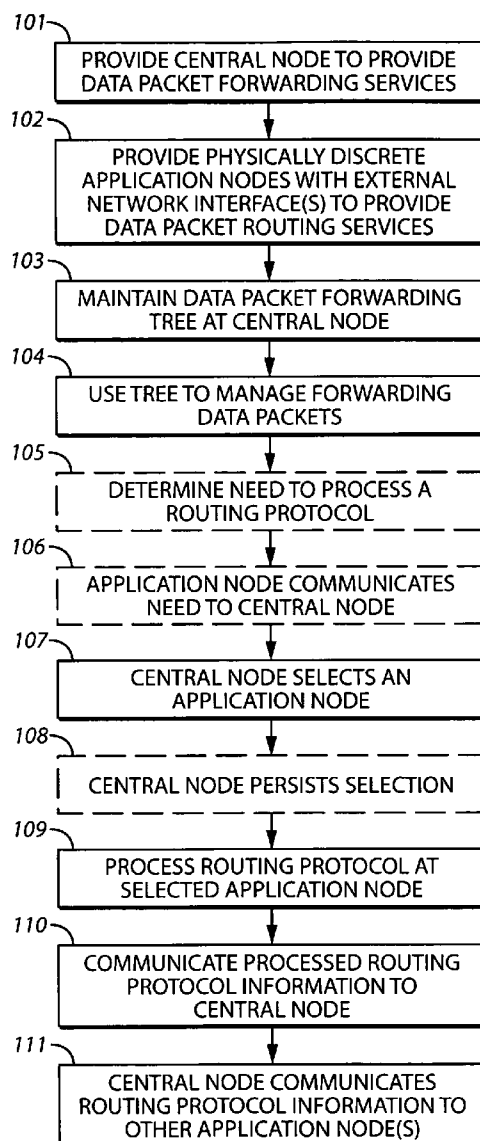 101
PROVIDE CENTRAL NODE TO PROVIDE
DATA PACKET FORWARDING SERVICES
102
PROVIDE PHYSICALLY DISCRETE
APPLICATION NODES WITH EXTERNAL
NETWORK INTERFACE(S) TO PROVIDE
DATA PACKET ROUTING SERVICES
103
MAINTAIN DATA PACKET FORWARDING
TREE AT CENTRAL NODE
104
USE TREE TO MANAGE FORWARDING
DATA PACKETS
105
DETERMINE NEED TO PROCESS A
ROUTING PROTOCOL
106
APPLICATION NODE COMMUNICATES
NEED TO CENTRAL NODE
107
CENTRAL NODE SELECTS AN
APPLICATION NODE
108
CENTRAL NODE PERSISTS SELECTION
109
PROCESS ROUTING PROTOCOL AT
SELECTED APPLICATION NODE
110
COMMUNICATE PROCESSED ROUTING
PROTOCOL INFORMATION TO
CENTRAL NODE
111
CENTRAL NODE COMMUNICATES
ROUTING PROTOCOL INFORMATION TO
OTHER APPLICATION NODE(S)